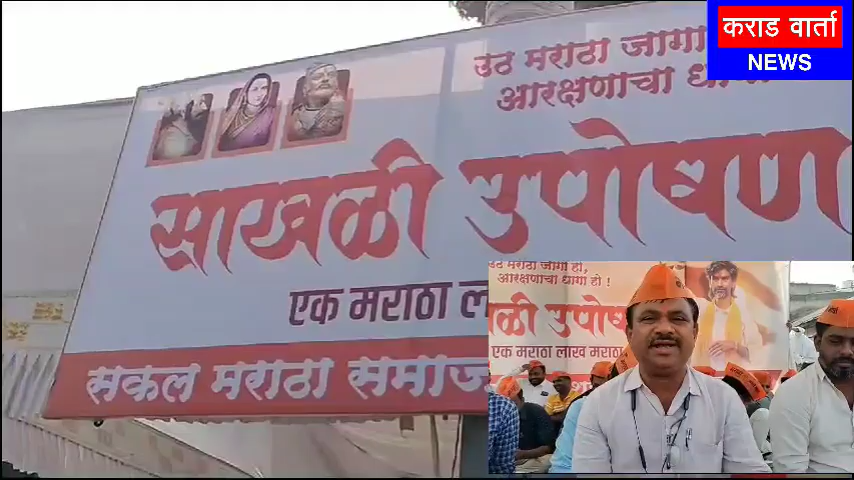 कराड वार्ता
NEWS
उठ मराठा जागा
आरक्षणाचा
साखळी उपोषण
एक मराठा
सकल मराठा समाज
उठ मराठा जागा हो,
आरक्षणाचा धागा हो !
उपोषण
एक मराठा लाख मराठा